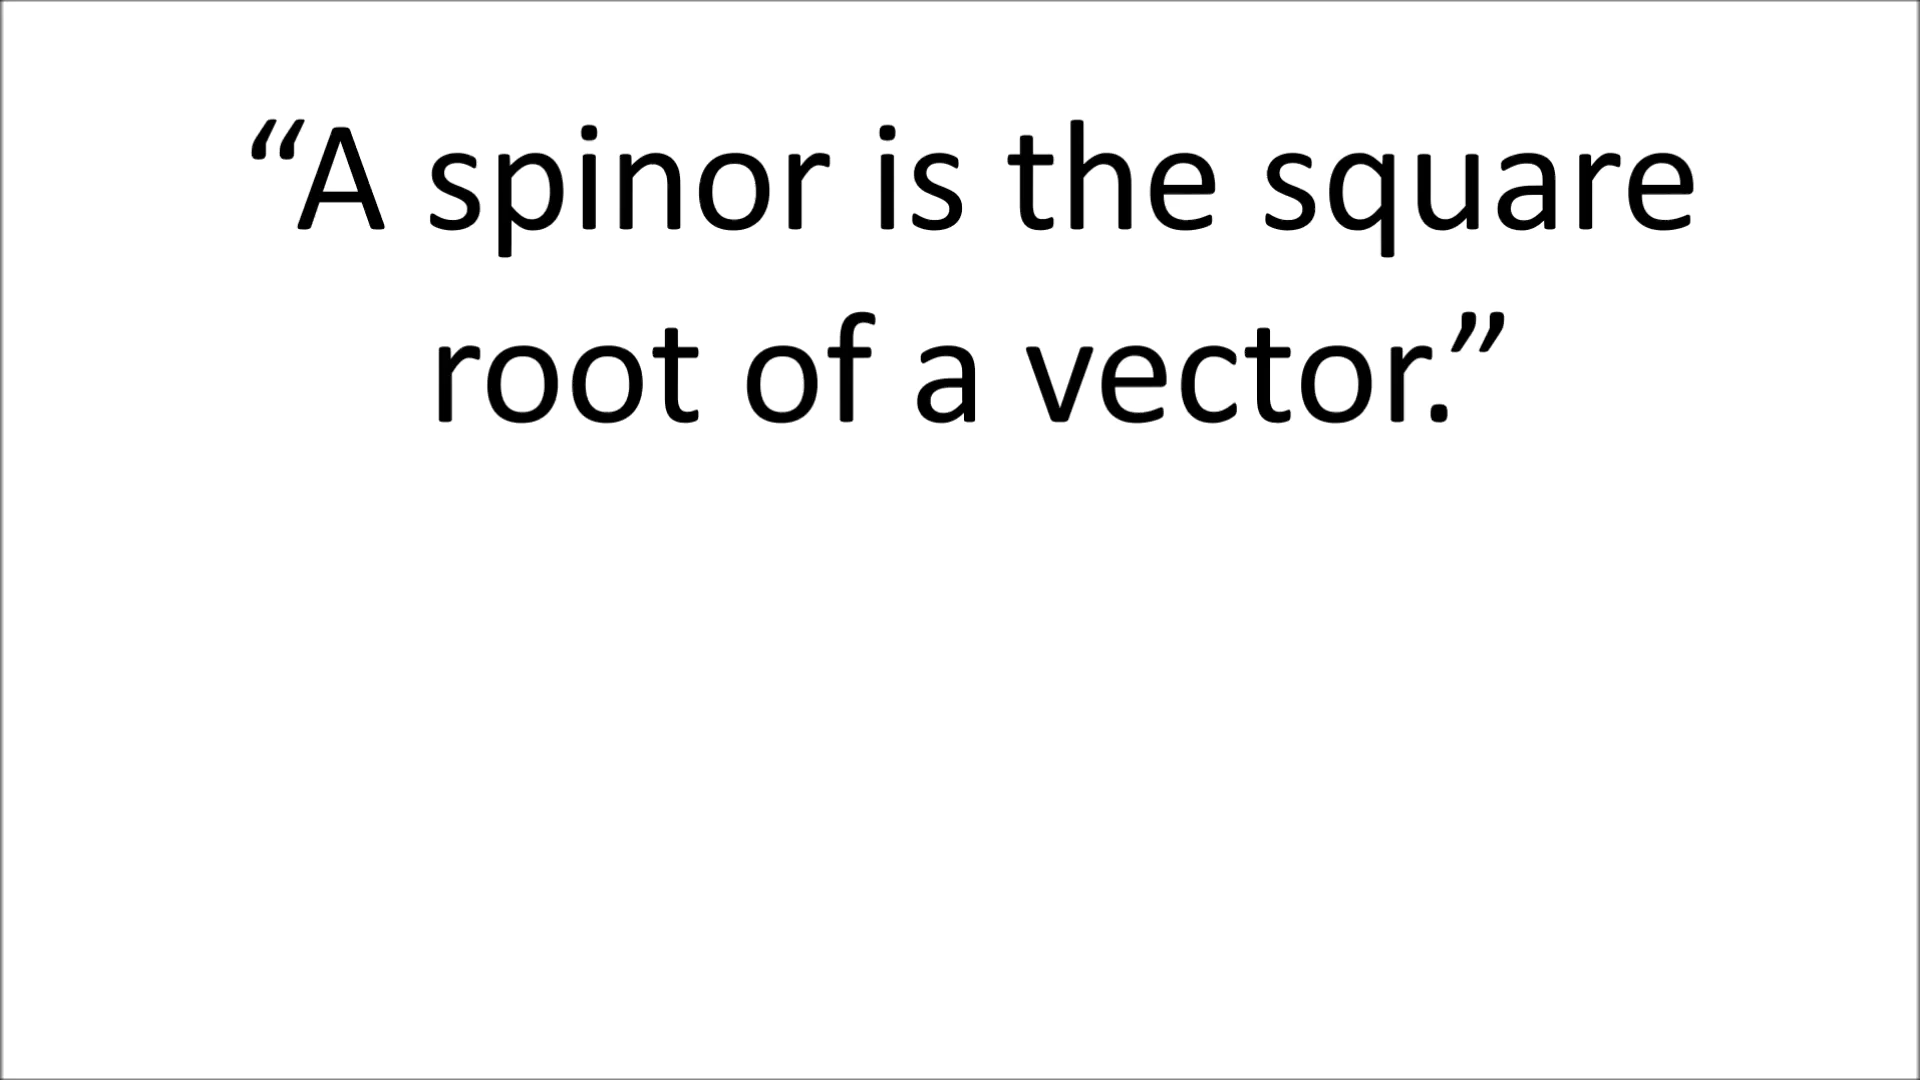 “A spinor is the square
root of a vector.”